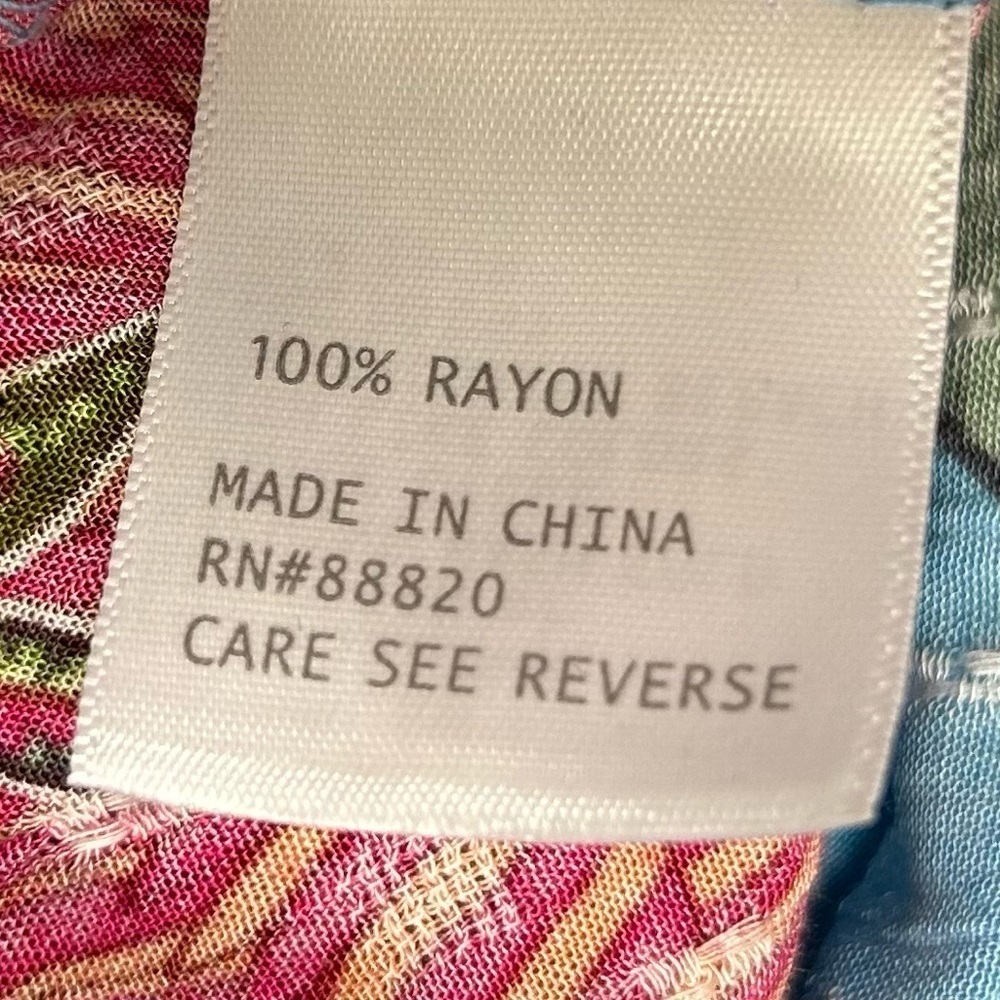 100% RAYON
MADE IN CHINA
RN#88820
CARE SEE REVERSE